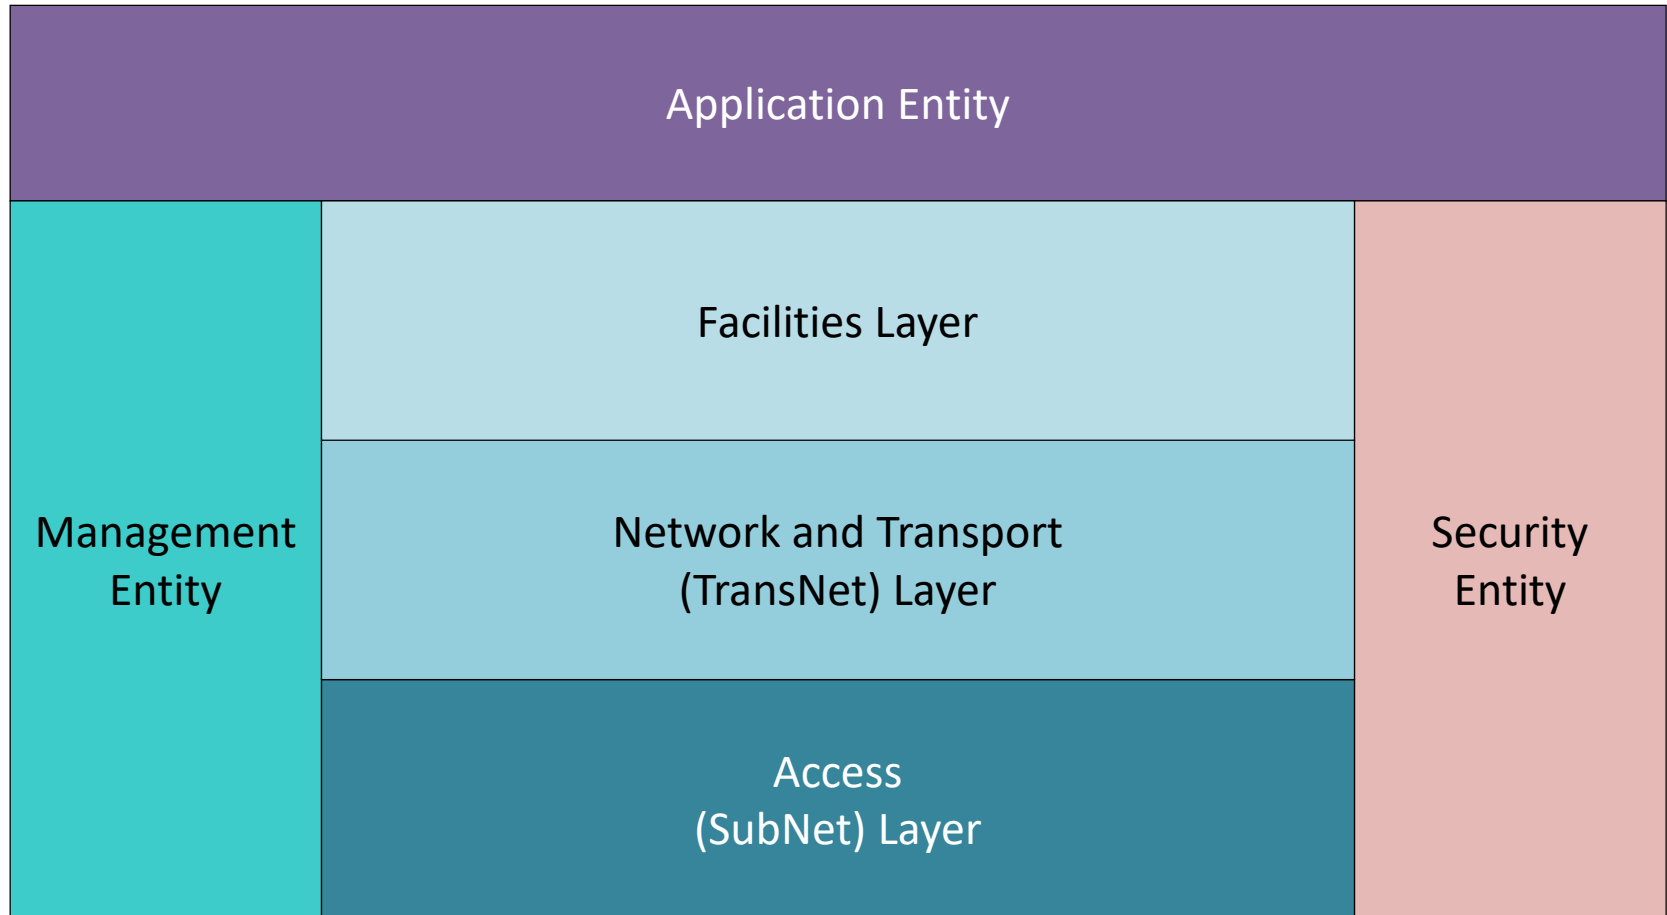 Application Entity
Facilities Layer
Management
Entity
Network and Transport
(TransNet) Layer
Security
Entity
Access
(SubNet) Layer